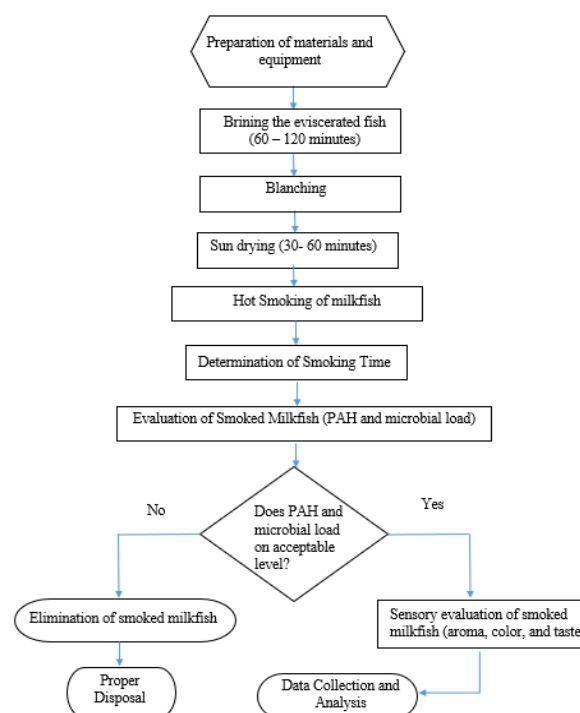 Preparation of materials and
equipment
Brining the eviscerated fish
(60 – 120 minutes)
Blanching
Sun drying (30- 60 minutes)
Hot Smoking of milkfish
Determination of Smoking Time
Evaluation of Smoked Milkfish (PAH and microbial load)
Does PAH and
microbial load
on acceptable
level?
No
Yes
Elimination of smoked milkfish
Proper
Disposal
Sensory evaluation of smoked
milkfish (aroma, color, and taste
Data Collection and
Analysis